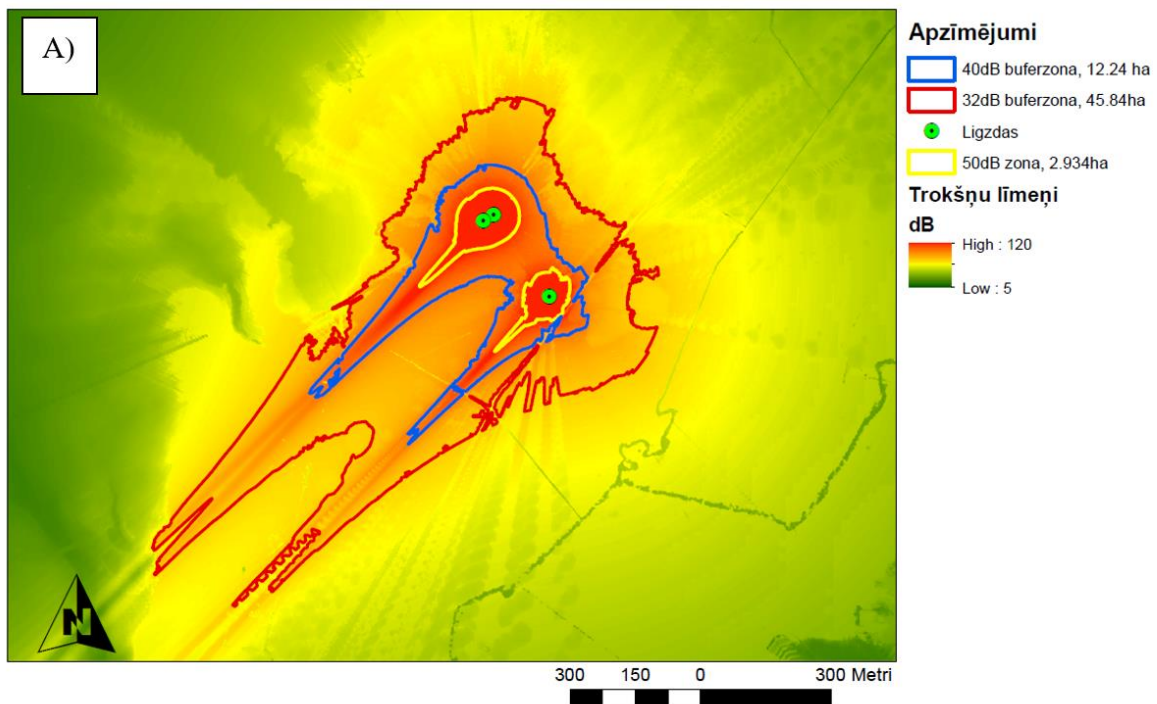 A)
Apzīmējumi
40dB buferzona, 12.24 ha
32dB buferzona, 45.84ha
Ligzdas
50dB zona, 2.934ha
Trokšņu līmeņi
dB
High : 120
Low : 5
N
300 150 0 300 Metri